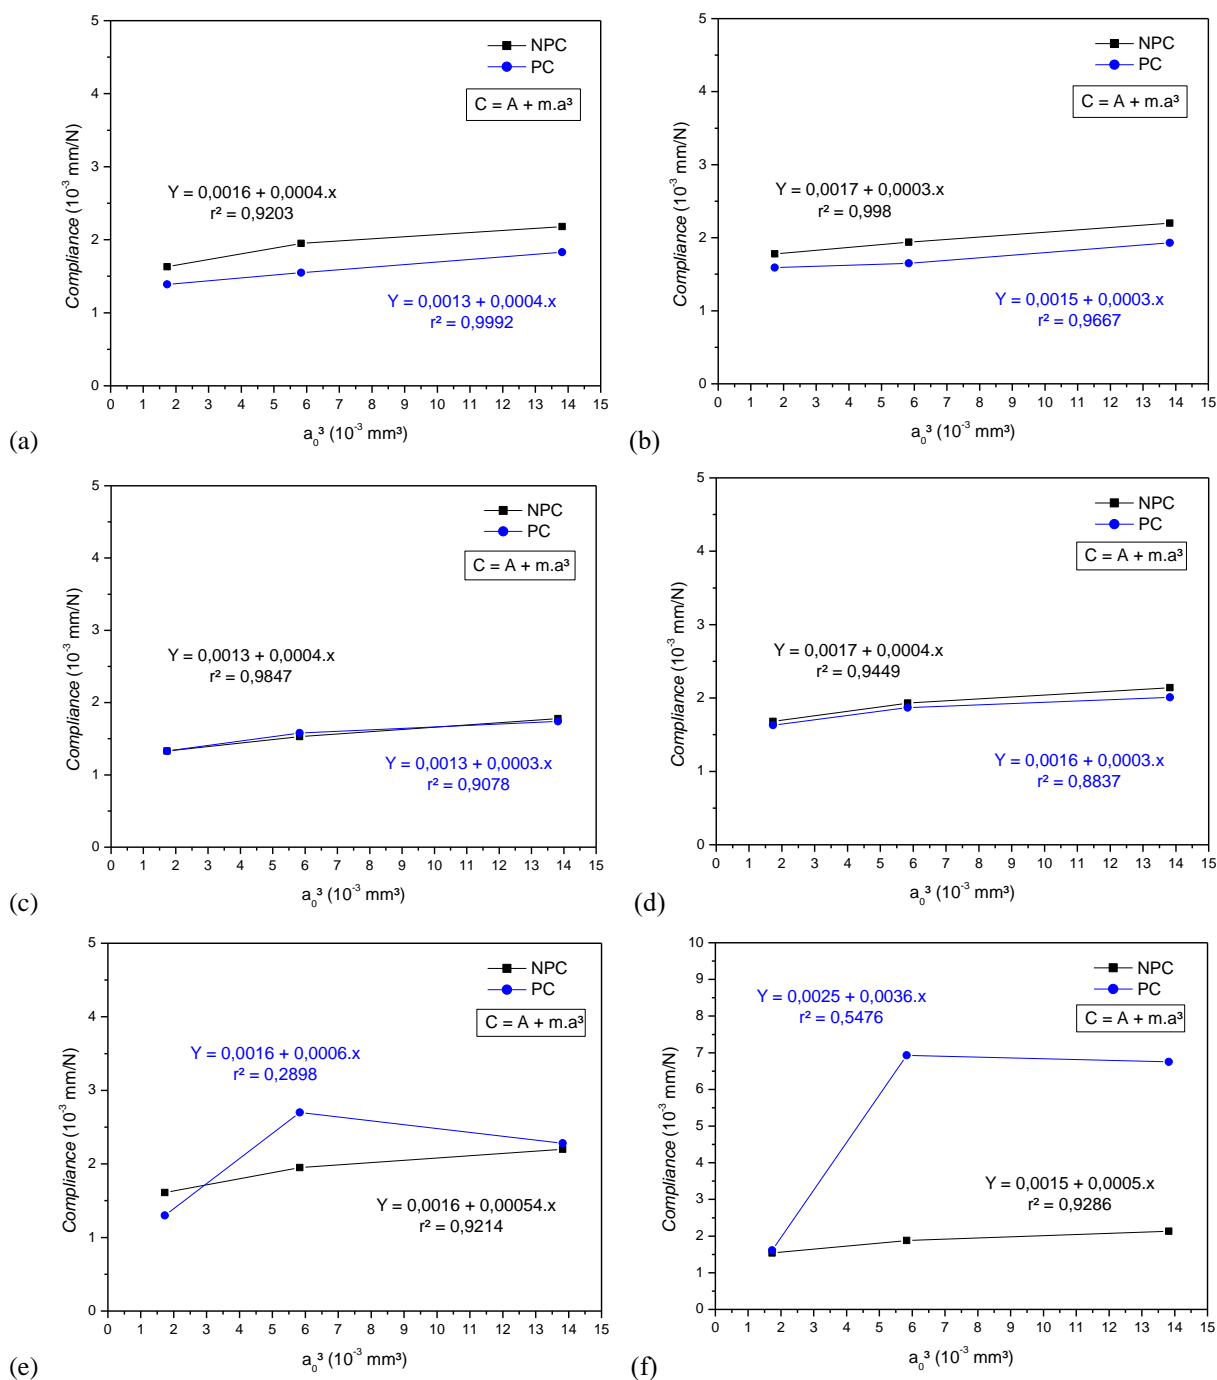 5
4
3
2
1
0
Compliance (10⁻³ mm/N)
NPC
PC
C = A + m.a³
Y = 0,0016 + 0,0004.x
r² = 0,9203
Y = 0,0013 + 0,0004.x
r² = 0,9992
0 1 2 3 4 5 6 7 8 9 10 11 12 13 14 15
a₀³ (10⁻³ mm³)
(a)
5
4
3
2
1
0
Compliance (10⁻³ mm/N)
NPC
PC
C = A + m.a³
Y = 0,0017 + 0,0003.x
r² = 0,998
Y = 0,0015 + 0,0003.x
r² = 0,9667
0 1 2 3 4 5 6 7 8 9 10 11 12 13 14 15
a₀³ (10⁻³ mm³)
(b)
5
4
3
2
1
0
Compliance (10⁻³ mm/N)
NPC
PC
C = A + m.a³
Y = 0,0013 + 0,0004.x
r² = 0,9847
Y = 0,0013 + 0,0003.x
r² = 0,9078
0 1 2 3 4 5 6 7 8 9 10 11 12 13 14 15
a₀³ (10⁻³ mm³)
(c)
5
4
3
2
1
0
Compliance (10⁻³ mm/N)
NPC
PC
C = A + m.a³
Y = 0,0017 + 0,0004.x
r² = 0,9449
Y = 0,0016 + 0,0003.x
r² = 0,8837
0 1 2 3 4 5 6 7 8 9 10 11 12 13 14 15
a₀³ (10⁻³ mm³)
(d)
5
4
3
2
1
0
Compliance (10⁻³ mm/N)
NPC
PC
C = A + m.a³
Y = 0,0016 + 0,0006.x
r² = 0,2898
Y = 0,0016 + 0,00054.x
r² = 0,9214
0 1 2 3 4 5 6 7 8 9 10 11 12 13 14 15
a₀³ (10⁻³ mm³)
(e)
10
9
8
7
6
5
4
3
2
1
0
Compliance (10⁻³ mm/N)
NPC
PC
C = A + m.a³
Y = 0,0025 + 0,0036.x
r² = 0,5476
Y = 0,0015 + 0,0005.x
r² = 0,9286
0 1 2 3 4 5 6 7 8 9 10 11 12 13 14 15
a₀³ (10⁻³ mm³)
(f)